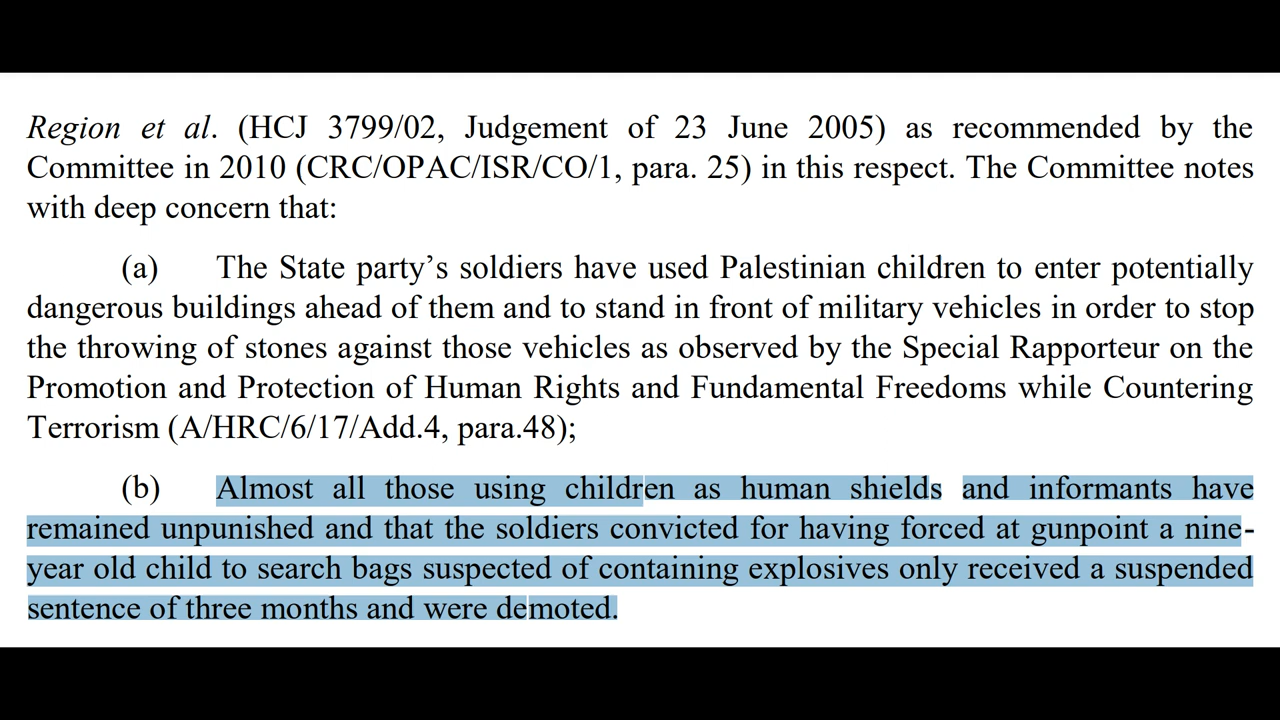 Region et al. (HCJ 3799/02, Judgement of 23 June 2005) as recommended by the
Committee in 2010 (CRC/OPAC/ISR/CO/1, para. 25) in this respect. The Committee notes
with deep concern that:
(a) The State party’s soldiers have used Palestinian children to enter potentially
dangerous buildings ahead of them and to stand in front of military vehicles in order to stop
the throwing of stones against those vehicles as observed by the Special Rapporteur on the
Promotion and Protection of Human Rights and Fundamental Freedoms while Countering
Terrorism (A/HRC/6/17/Add.4, para.48);
(b) Almost all those using children as human shields and informants have
remained unpunished and that the soldiers convicted for having forced at gunpoint a nine-
year old child to search bags suspected of containing explosives only received a suspended
sentence of three months and were demoted.